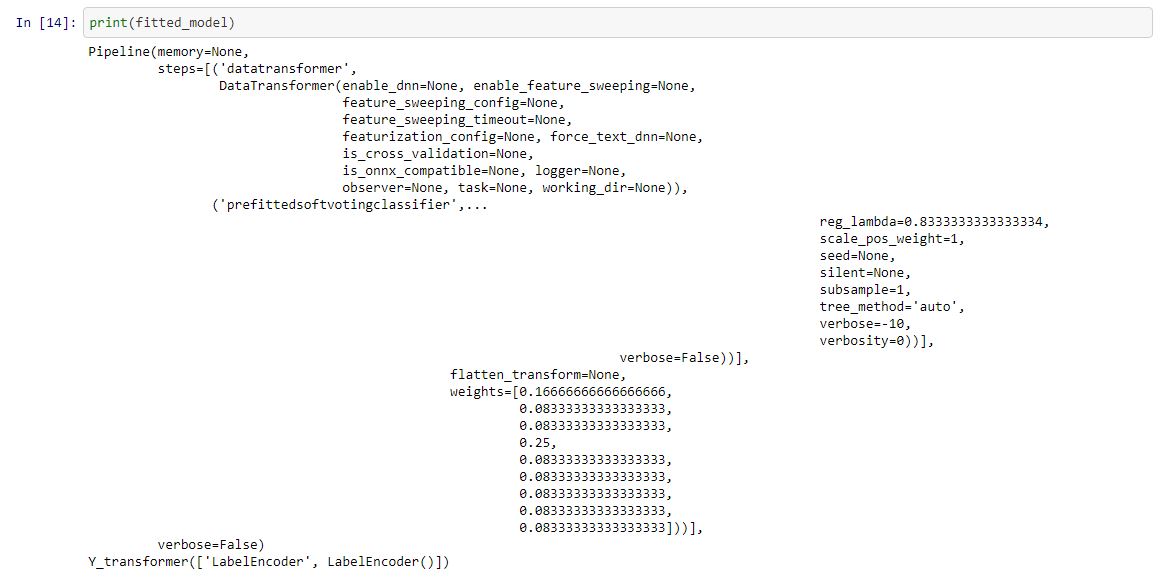 In [14]: print(fitted_model)
Pipeline(memory=None,
steps=[('datatransformer',
DataTransformer(enable_dnn=None, enable_feature_sweeping=None,
feature_sweeping_config=None,
feature_sweeping_timeout=None,
featurization_config=None, force_text_dnn=None,
is_cross_validation=None,
is_onnx_compatible=None, logger=None,
observer=None, task=None, working_dir=None)),
('prefittedsoftvotingclassifier',...
reg_lambda=0.8333333333333334,
scale_pos_weight=1,
seed=None,
silent=None,
subsample=1,
tree_method='auto',
verbose=-10,
verbosity=0))],
verbose=False))],
flatten_transform=None,
weights=[0.16666666666666666,
0.08333333333333333,
0.08333333333333333,
0.25,
0.08333333333333333,
0.08333333333333333,
0.08333333333333333,
0.08333333333333333,
0.08333333333333333]))],
verbose=False)
Y_transformer(['LabelEncoder', LabelEncoder()])